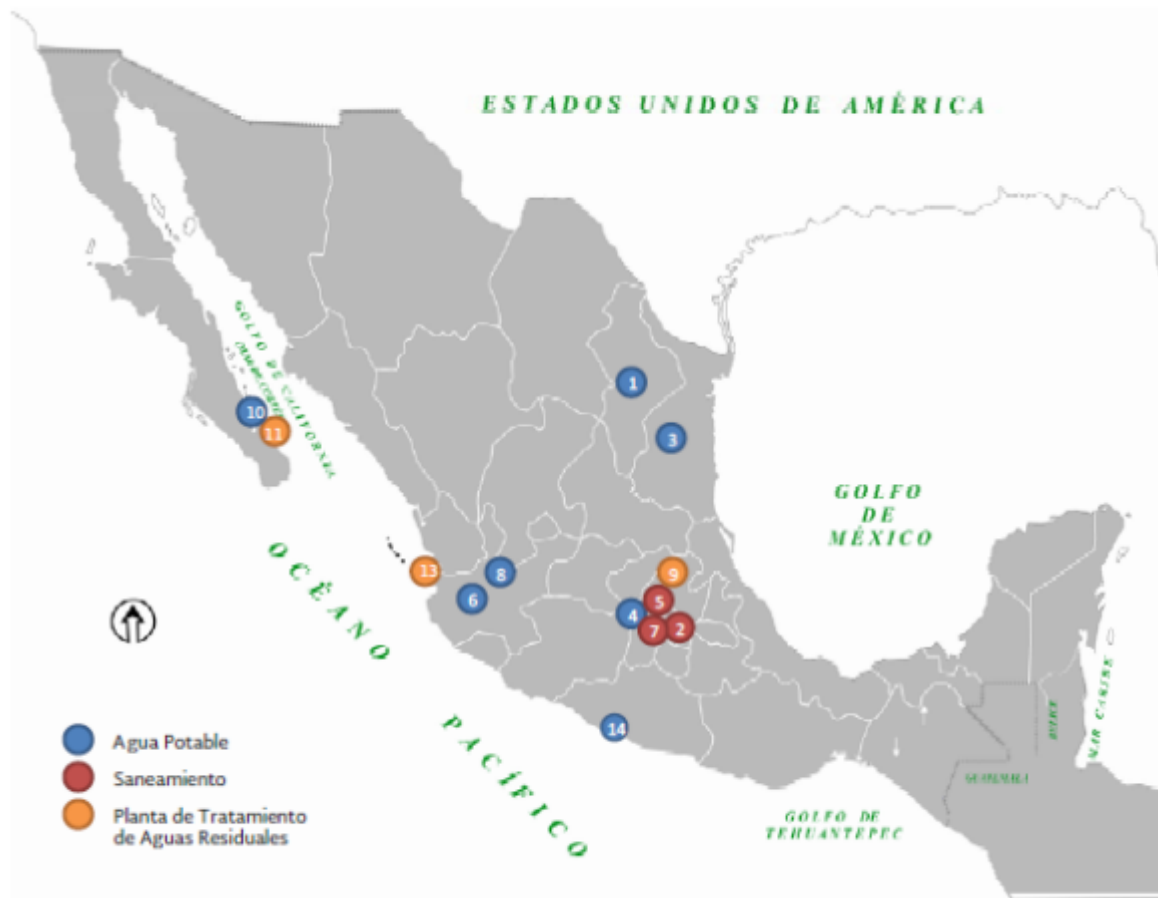 ESTADOS UNIDOS DE AMÉRICA
GOLFO DE CALIFORNIA
1
3
10
11
GOLFO
DE
MÉXICO
OCÉANO PACÍFICO
13
8
6
9
5
4
7
2
14
MAR CARIBE
BELICE
GUATEMALA
GOLFO DE
TEHUANTEPEC
Agua Potable
Saneamiento
Planta de Tratamiento
de Aguas Residuales